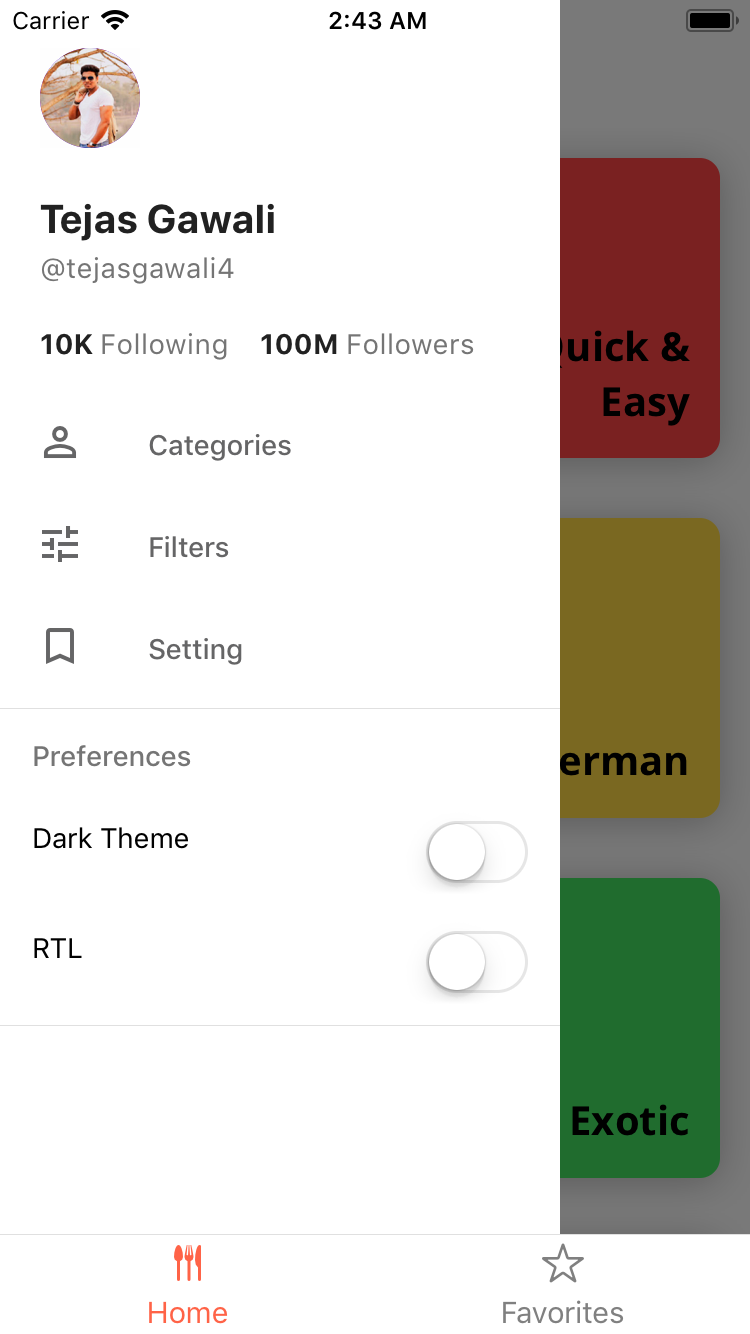 Carrier 2:43 AM
Tejas Gawali
@tejasgawali4
10K Following 100M Followers
Categories
Filters
Setting
Preferences
Dark Theme
RTL
uick &
Easy
erman
Exotic
Home
Favorites